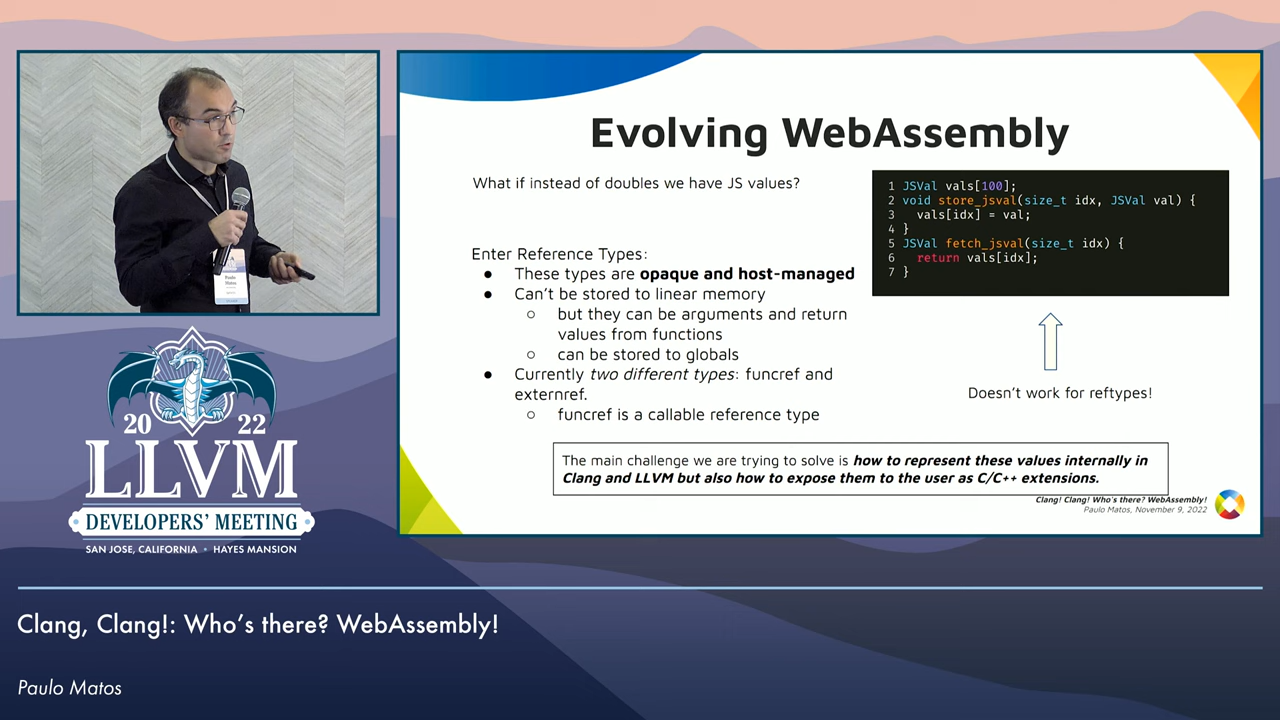 Evolving WebAssembly
What if instead of doubles we have JS values?
Enter Reference Types:
● These types are opaque and host-managed
● Can't be stored to linear memory
○ but they can be arguments and return
values from functions
○ can be stored to globals
● Currently two different types: funcref and
externref.
○ funcref is a callable reference type
1 JSVal vals[100];
2 void store_jsval(size_t idx, JSVal val) {
3   vals[idx] = val;
4 }
5 JSVal fetch_jsval(size_t idx) {
6   return vals[idx];
7 }
Doesn't work for reftypes!
The main challenge we are trying to solve is how to represent these values internally in
Clang and LLVM but also how to expose them to the user as C/C++ extensions.
Clang! Clang! Who's there? WebAssembly!
Paulo Matos, November 9, 2022
Paulo
Matos
20 22
LLVM
DEVELOPERS' MEETING
SAN JOSE, CALIFORNIA • HAYES MANSION
Clang, Clang!: Who's there? WebAssembly!
Paulo Matos